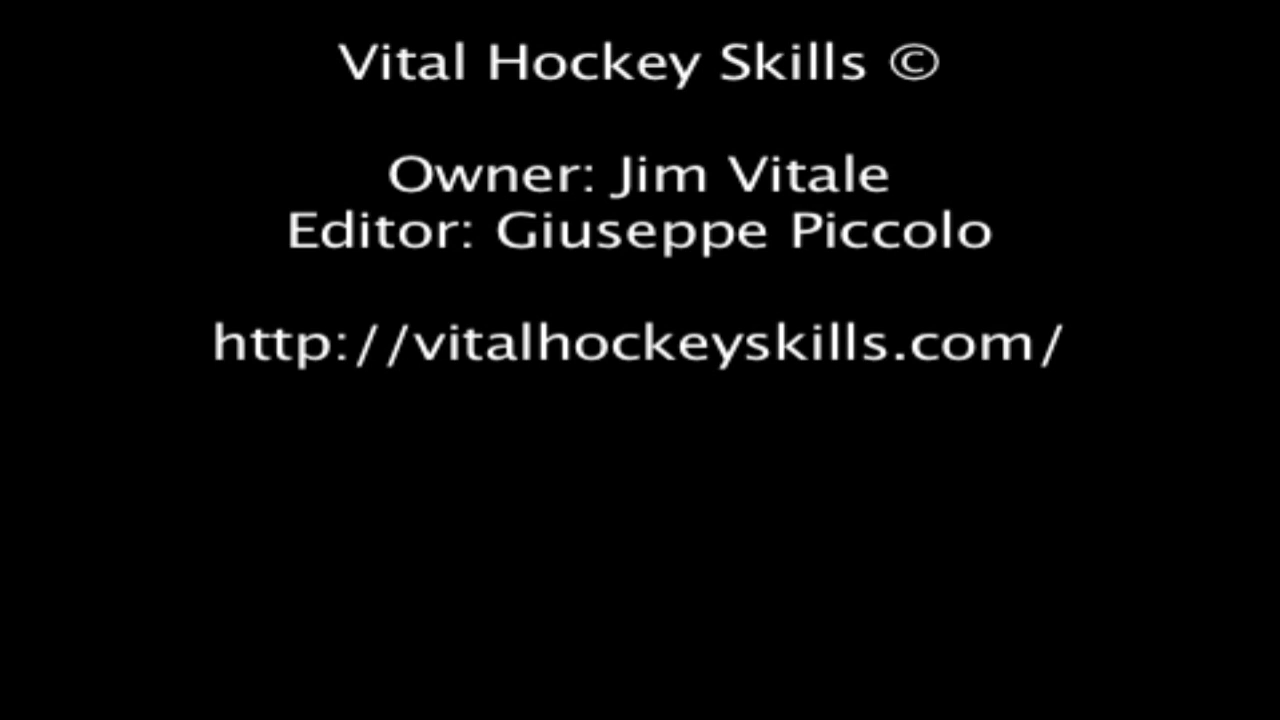 Vital Hockey Skills ©
Owner: Jim Vitale
Editor: Giuseppe Piccolo
http://vitalhockeyskills.com/